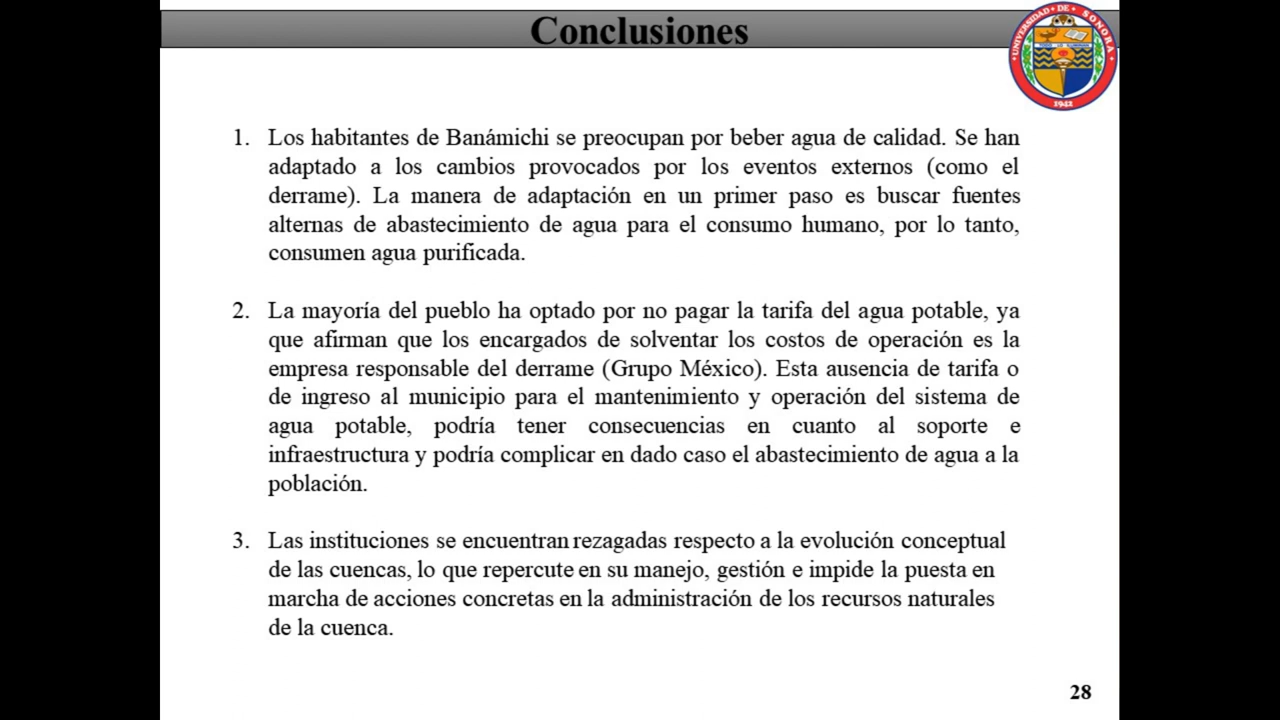 Conclusiones
UNIVERSIDAD DE SONORA
1942
1. Los habitantes de Banámichi se preocupan por beber agua de calidad. Se han
adaptado a los cambios provocados por los eventos externos (como el
derrame). La manera de adaptación en un primer paso es buscar fuentes
alternas de abastecimiento de agua para el consumo humano, por lo tanto,
consumen agua purificada.
2. La mayoría del pueblo ha optado por no pagar la tarifa del agua potable, ya
que afirman que los encargados de solventar los costos de operación es la
empresa responsable del derrame (Grupo México). Esta ausencia de tarifa o
de ingreso al municipio para el mantenimiento y operación del sistema de
agua potable, podría tener consecuencias en cuanto al soporte e
infraestructura y podría complicar en dado caso el abastecimiento de agua a la
población.
3. Las instituciones se encuentran rezagadas respecto a la evolución conceptual
de las cuencas, lo que repercute en su manejo, gestión e impide la puesta en
marcha de acciones concretas en la administración de los recursos naturales
de la cuenca.
28